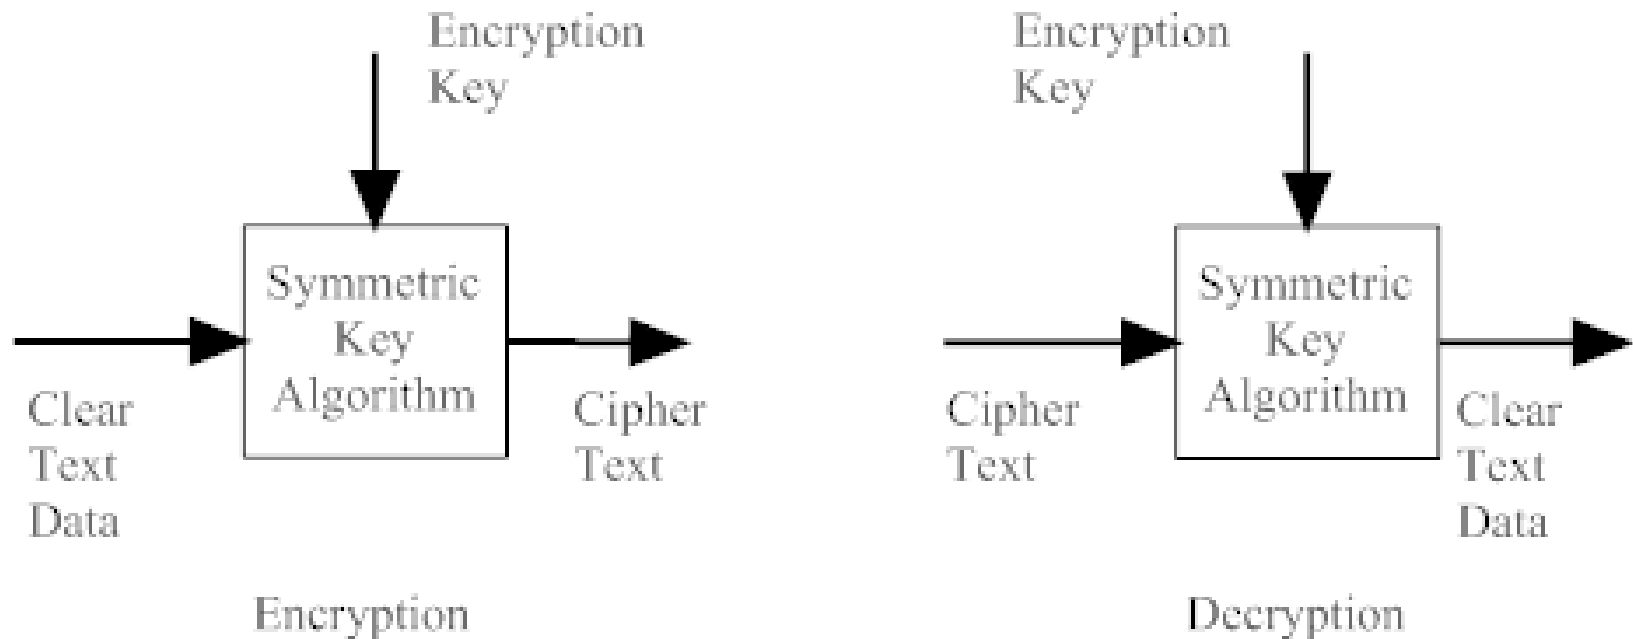 Encryption
Key
Symmetric
Key
Algorithm
Clear
Text
Data
Cipher
Text
Encryption
Encryption
Key
Symmetric
Key
Algorithm
Cipher
Text
Clear
Text
Data
Decryption